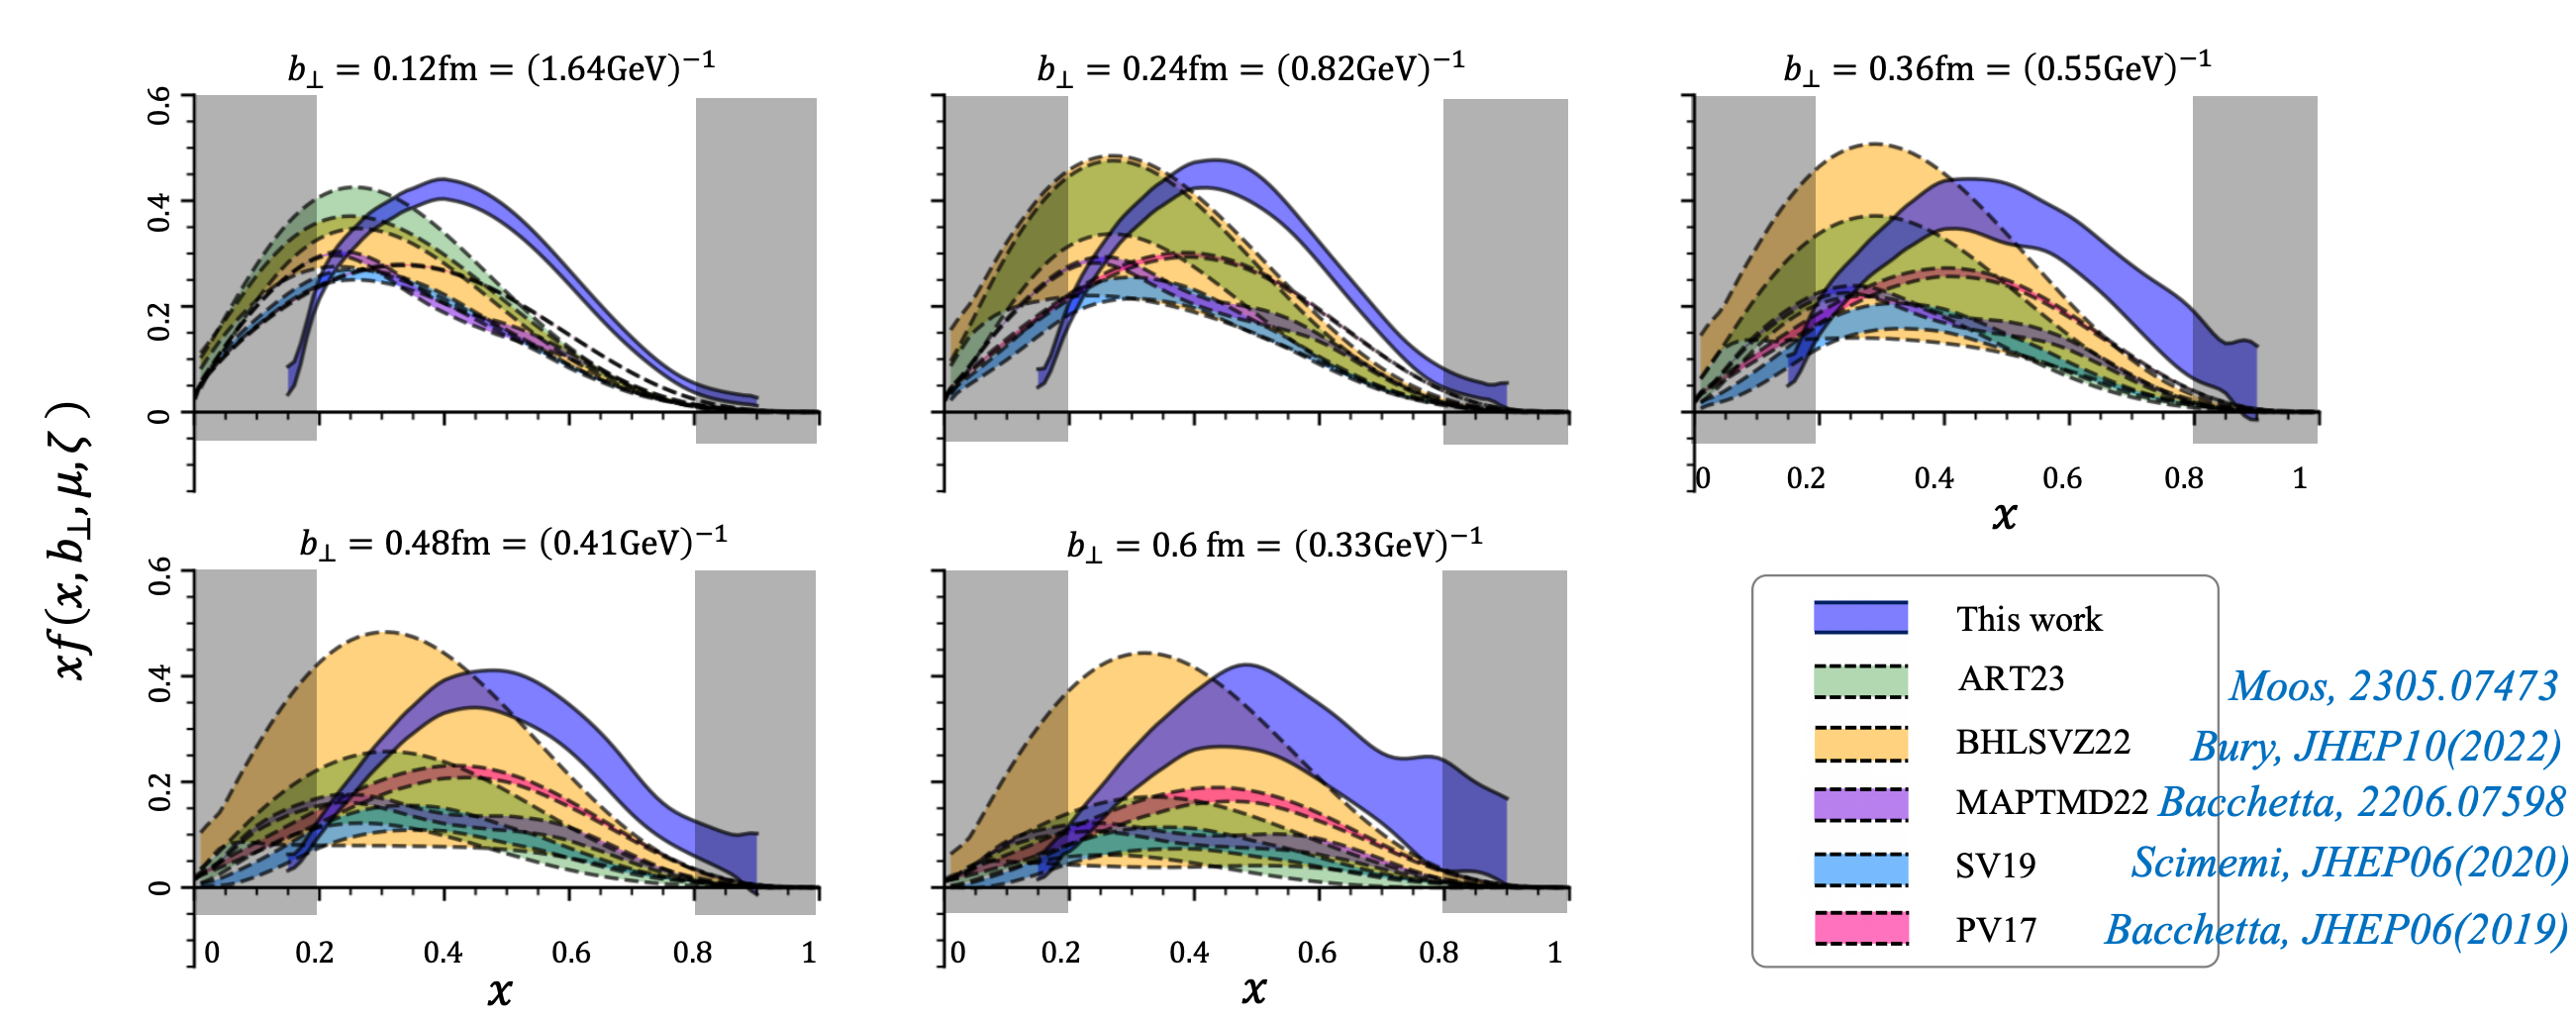 b⊥ = 0.12fm = (1.64GeV)⁻¹
b⊥ = 0.24fm = (0.82GeV)⁻¹
b⊥ = 0.36fm = (0.55GeV)⁻¹
0.6
0.4
0.2
0
0 0.2 0.4 0.6 0.8 1
x
xf(x, b⊥, μ, ζ)
b⊥ = 0.48fm = (0.41GeV)⁻¹
b⊥ = 0.6 fm = (0.33GeV)⁻¹
0.6
0.4
0.2
0
0 0.2 0.4 0.6 0.8 1
x
0 0.2 0.4 0.6 0.8 1
x
This work
ART23 Moos, 2305.07473
BHLSVZ22 Bury, JHEP10(2022)
MAPTMD22 Bacchetta, 2206.07598
SV19 Scimemi, JHEP06(2020)
PV17 Bacchetta, JHEP06(2019)